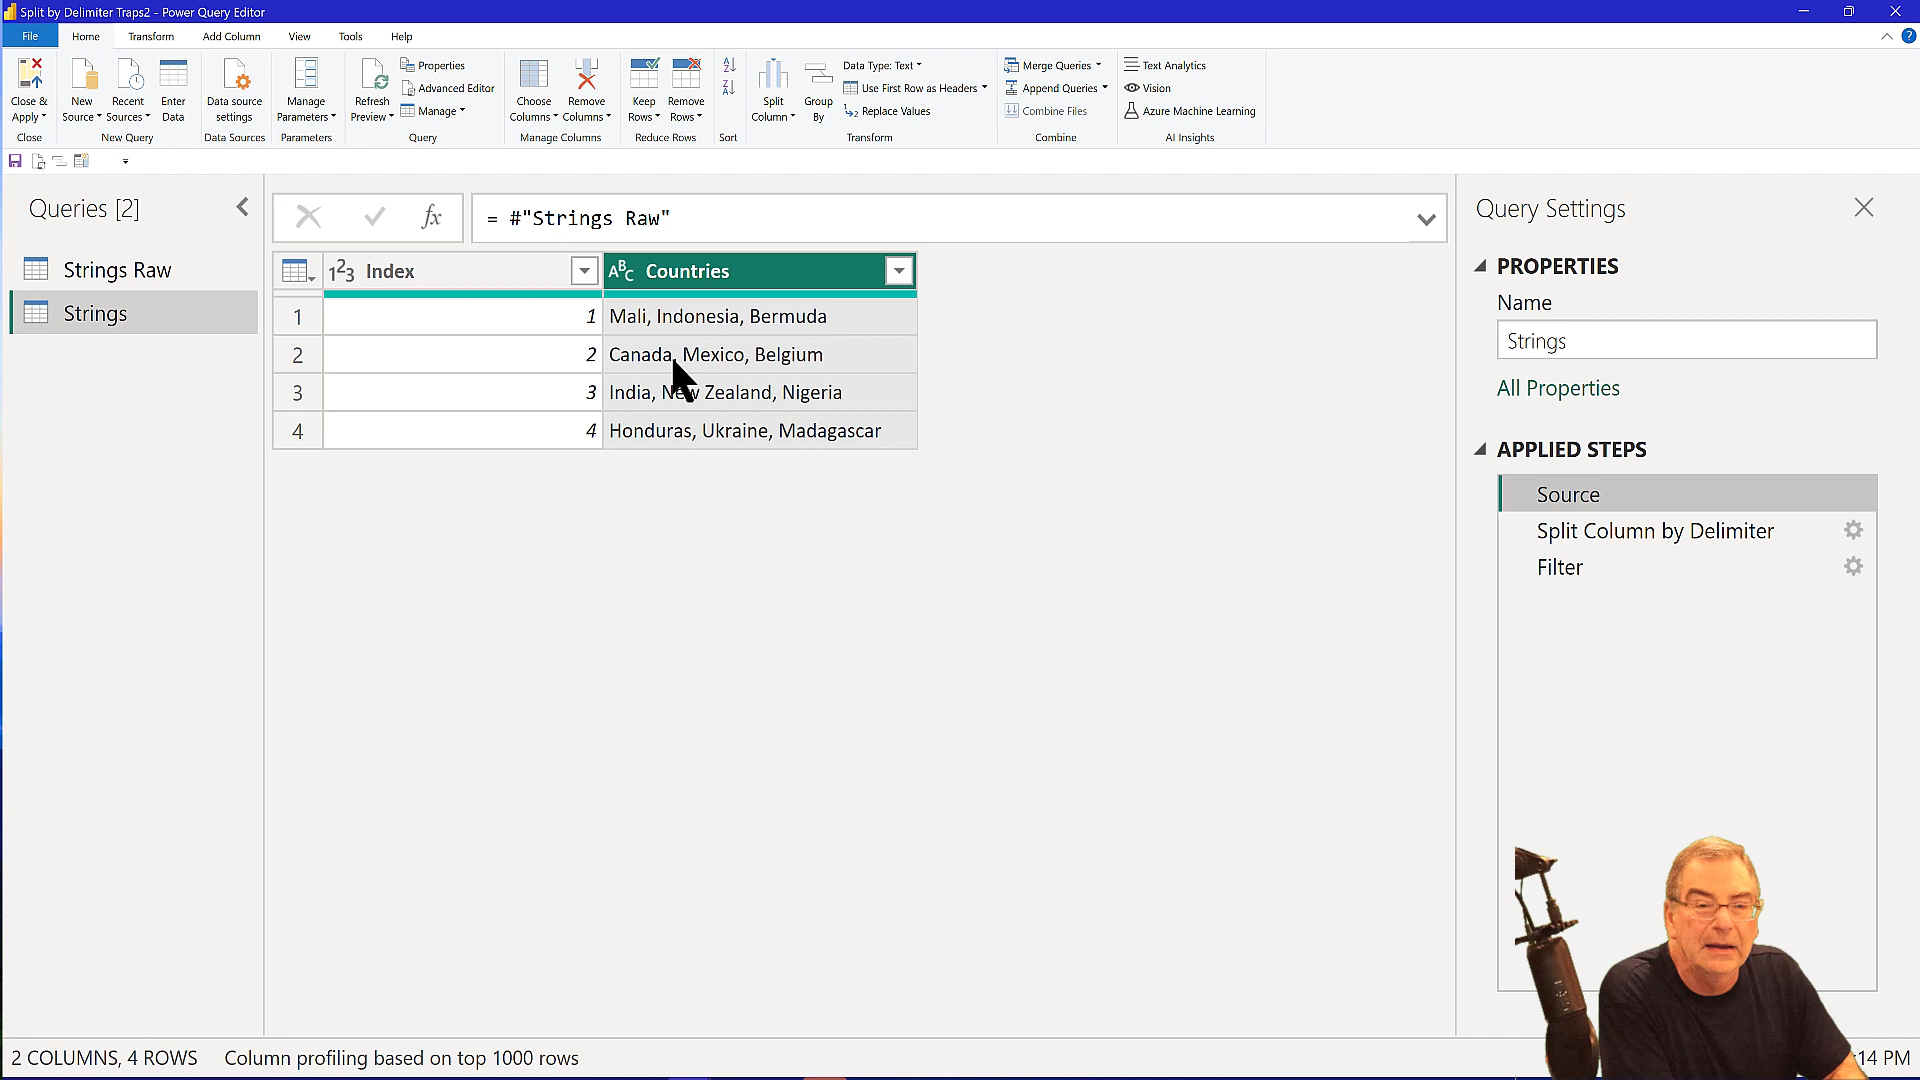 Split by Delimiter Traps2 - Power Query Editor
File Home Transform Add Column View Tools Help
Close & Apply
New Source
Recent Sources
Enter Data
Data source settings
Manage Parameters
Refresh Preview
Properties
Advanced Editor
Manage
Choose Columns
Remove Columns
Keep Rows
Remove Rows
Split Column
Group By
Data Type: Text
Use First Row as Headers
Replace Values
Merge Queries
Append Queries
Combine Files
Text Analytics
Vision
Azure Machine Learning
Close New Query Data Sources Parameters Query Manage Columns Reduce Rows Sort Transform Combine AI Insights
Queries [2]
Strings Raw
Strings
fx = #"Strings Raw"
1²3 Index ABC Countries
1 1 Mali, Indonesia, Bermuda
2 2 Canada, Mexico, Belgium
3 3 India, New Zealand, Nigeria
4 4 Honduras, Ukraine, Madagascar
Query Settings
PROPERTIES
Name
Strings
All Properties
APPLIED STEPS
Source
Split Column by Delimiter
Filter
2 COLUMNS, 4 ROWS Column profiling based on top 1000 rows
:14 PM